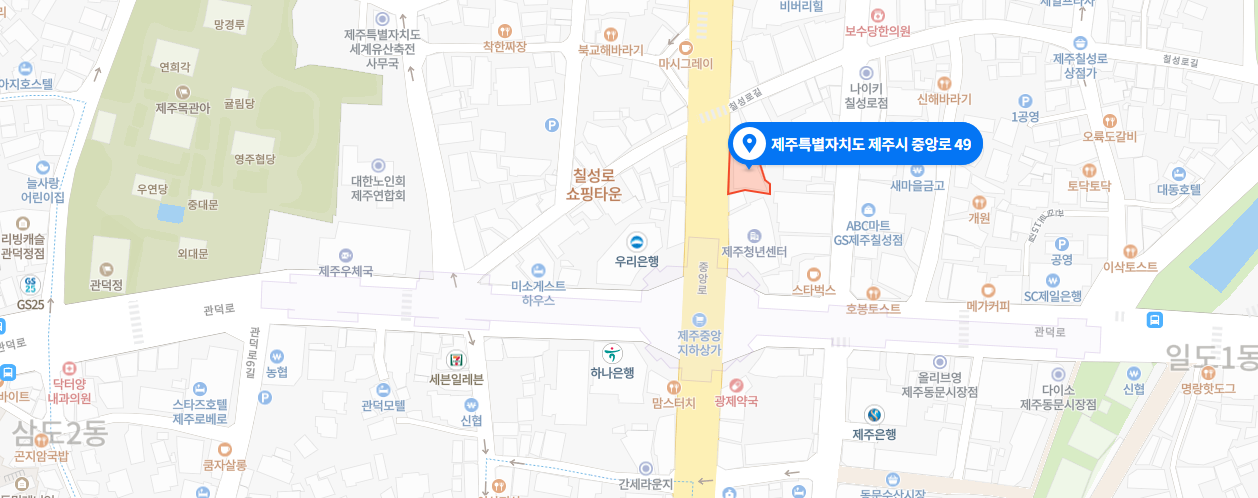 망경루
비버리힐
제주특별자치도
세계유산축전
사무국
착한짜장
북교해바라기
마시그레이
보수당한의원
제주칠성로
상점가
칠성로길
연희각
아지호스텔
제주목관아
귤림당
나이키
칠성로점
신해바라기
1공영
칠성로길
P
영주협당
제주특별자치도 제주시 중앙로 49
오륙도갈비
늘사랑
어린이집
우연당
중대문
대한노인회
제주연합회
칠성로
쇼핑타운
새마을금고
토닥토닥
대동호텔
개원
리빙캐슬
관덕정점
외대문
ABC마트
GS제주칠성점
우리은행
제주청년센터
P
공영
이삭토스트
관덕정
제주우체국
미소게스트
하우스
중앙로
스타벅스
호붕토스트
메가커피
SC제일은행
GS25
관덕로
관덕로
제주중앙
지하상가
관덕로
관덕로9길
농협
세븐일레븐
하나은행
올리브영
제주동문시장점
다이소
제주동문시장점
신협
일도1동
명랑핫도그
닥터양
내과의원
스타즈호텔
제주로베로
P
관덕모텔
신협
맘스터치
광제약국
제주은행
삼도2동
곤지암국밥
쿰자살롱
간세라운지
동문수산시장